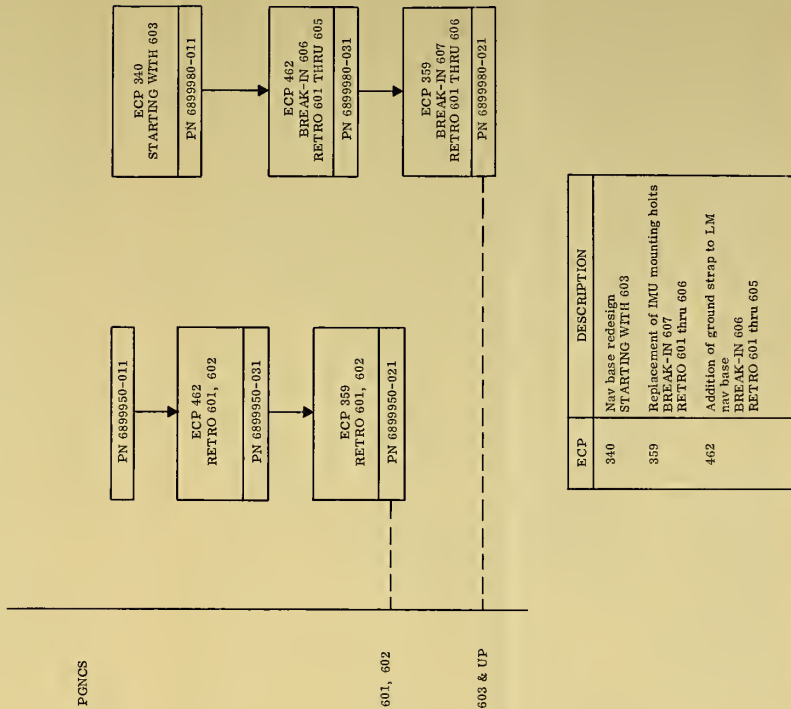 PGNCS
PN 6899950-011
ECP 462
RETRO 601, 602
PN 6899950-031
ECP 359
RETRO 601, 602
PN 6899950-021
601, 602
ECP 340
STARTING WITH 603
PN 6899980-011
ECP 462
BREAK-IN 606
RETRO 601 THRU 605
PN 6899980-031
ECP 359
BREAK-IN 607
RETRO 601 THRU 606
PN 6899980-021
603 & UP
ECP DESCRIPTION
340 Nav base redesign
STARTING WITH 603
359 Replacement of IMU mounting bolts
BREAK-IN 607
RETRO 601 thru 606
462 Addition of ground strap to LM
nav base
BREAK-IN 606
RETRO 601 thru 605